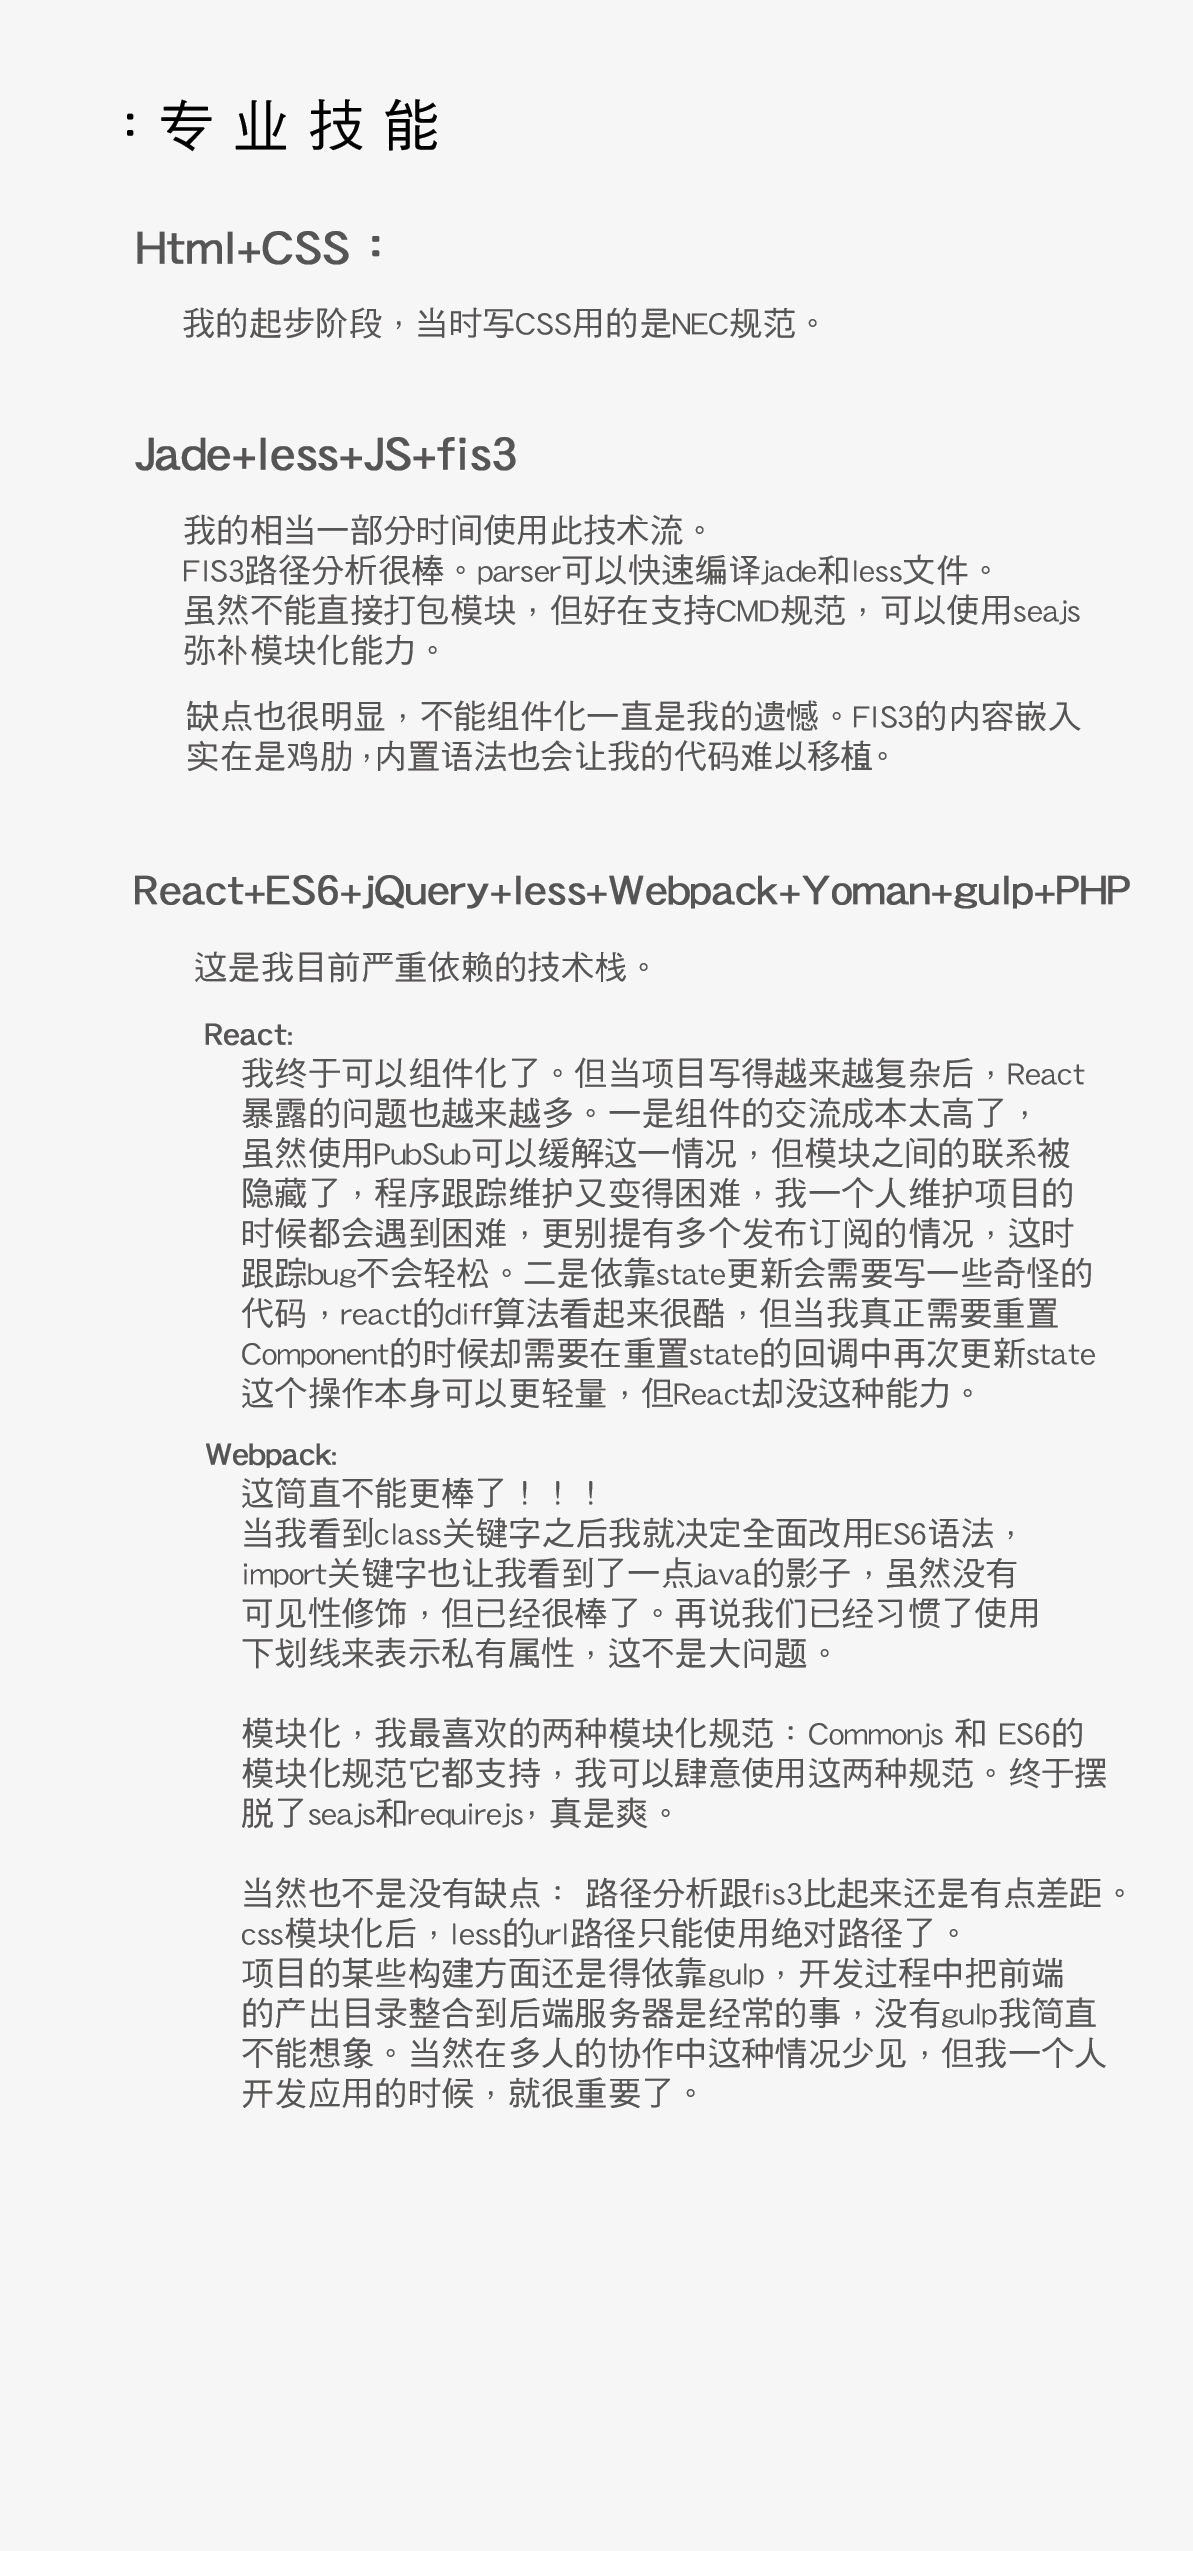 ：专业技能
Html+CSS：
我的起步阶段，当时写CSS用的是NEC规范。
Jade+less+JS+fis3
我的相当一部分时间使用此技术流。
FIS3路径分析很棒。parser可以快速编译jade和less文件。
虽然不能直接打包模块，但好在支持CMD规范，可以使用seajs
弥补模块化能力。
缺点也很明显，不能组件化一直是我的遗憾。FIS3的内容嵌入
实在是鸡肋，内置语法也会让我的代码难以移植。
React+ES6+jQuery+less+Webpack+Yoman+gulp+PHP
这是我目前严重依赖的技术栈。
React:
我终于可以组件化了。但当项目写得越来越复杂后，React
暴露的问题也越来越多。一是组件的交流成本太高了，
虽然使用PubSub可以缓解这一情况，但模块之间的联系被
隐藏了，程序跟踪维护又变得困难，我一个人维护项目的
时候都会遇到困难，更别提有多个发布订阅的情况，这时
跟踪bug不会轻松。二是依靠state更新会需要写一些奇怪的
代码，react的diff算法看起来很酷，但当我真正需要重置
Component的时候却需要在重置state的回调中再次更新state
这个操作本身可以更轻量，但React却没这种能力。
Webpack:
这简直不能更棒了！！！
当我看到class关键字之后我就决定全面改用ES6语法，
import关键字也让我看到了一点java的影子，虽然没有
可见性修饰，但已经很棒了。再说我们已经习惯了使用
下划线来表示私有属性，这不是大问题。
模块化，我最喜欢的两种模块化规范：Commonjs 和 ES6的
模块化规范它都支持，我可以肆意使用这两种规范。终于摆
脱了seajs和requirejs，真是爽。
当然也不是没有缺点： 路径分析跟fis3比起来还是有点差距。
css模块化后，less的url路径只能使用绝对路径了。
项目的某些构建方面还是得依靠gulp，开发过程中把前端
的产出目录整合到后端服务器是经常的事，没有gulp我简直
不能想象。当然在多人的协作中这种情况少见，但我一个人
开发应用的时候，就很重要了。